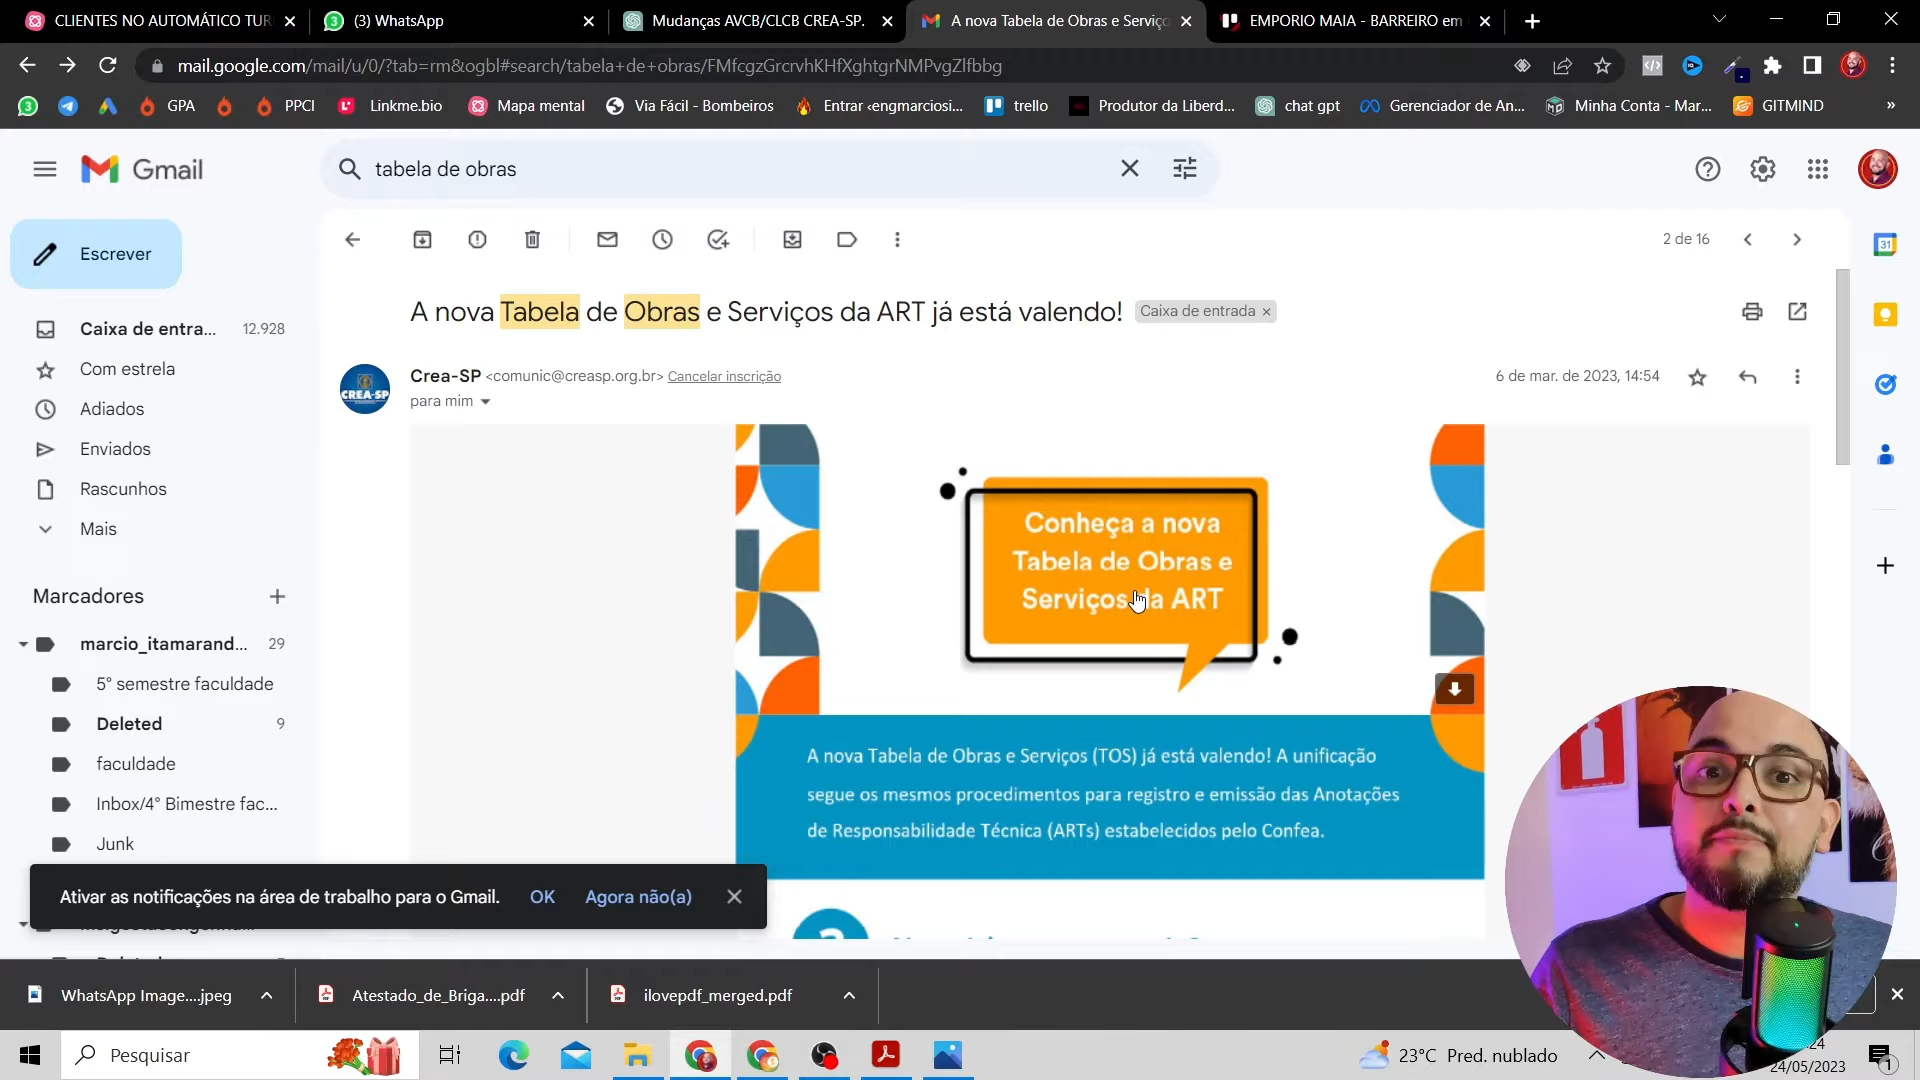 CLIENTES NO AUTOMÁTICO TUR
(3) WhatsApp
Mudanças AVCB/CLCB CREA-SP.
A nova Tabela de Obras e Serviço
EMPORIO MAIA - BARREIRO em
mail.google.com/mail/u/0/?tab=rm&ogbl#search/tabela+de+obras/FMfcgzGrcrvhKHfXghtgrNMPvgZlfbbg
GPA
PPCI
Linkme.bio
Mapa mental
Via Fácil - Bombeiros
Entrar ‹engmarciosi...
trello
Produtor da Liberd...
chat gpt
Gerenciador de An...
Minha Conta - Mar...
GITMIND
»
Gmail
tabela de obras
Escrever
2 de 16
A nova Tabela de Obras e Serviços da ART já está valendo!
Caixa de entrada ×
Caixa de entra... 12.928
Com estrela
Adiados
Enviados
Rascunhos
Mais
Crea-SP <comunic@creasp.org.br> Cancelar inscrição
6 de mar. de 2023, 14:54
para mim
CREA-SP
31
Conheça a nova
Tabela de Obras e
Serviços da ART
Marcadores
marcio_itamarand... 29
5° semestre faculdade
Deleted 9
faculdade
Inbox/4° Bimestre fac...
Junk
A nova Tabela de Obras e Serviços (TOS) já está valendo! A unificação
segue os mesmos procedimentos para registro e emissão das Anotações
de Responsabilidade Técnica (ARTs) estabelecidos pelo Confea.
Ativar as notificações na área de trabalho para o Gmail. OK Agora não(a)
WhatsApp Image....jpeg
Atestado_de_Briga....pdf
ilovepdf_merged.pdf
Pesquisar
23°C Pred. nublado
24/05/2023
1